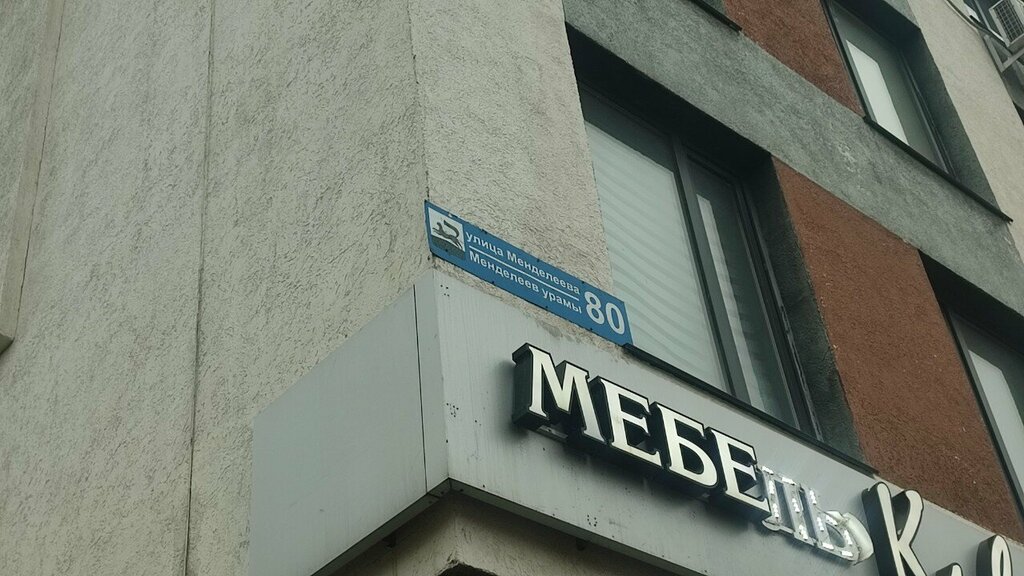 улица Менделеева
Менделеев урамы
80
МЕБЕЛЬ